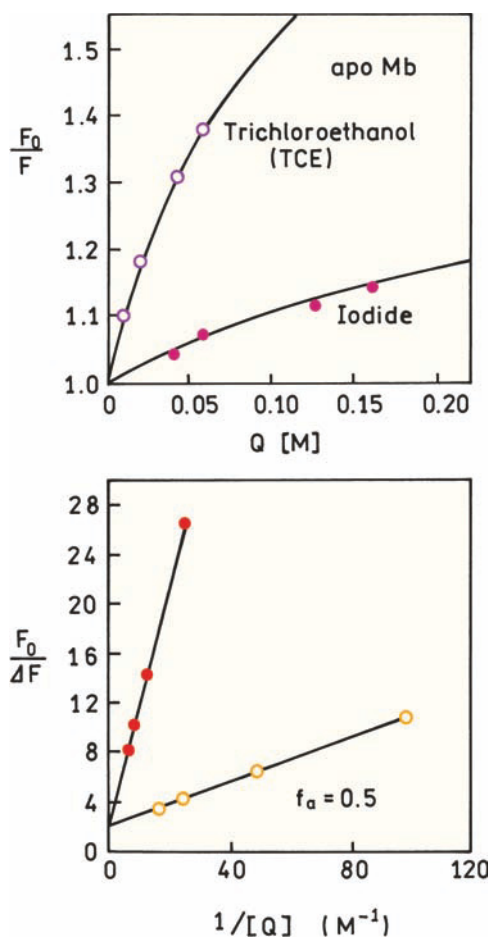 1.5
apo Mb
F₀
F
1.4
Trichloroethanol
(TCE)
1.3
1.2
1.1
Iodide
1.0
0 0.05 0.10 0.15 0.20
Q [M]
28
24
20
F₀
ΔF
16
12
8
fₐ = 0.5
4
0
0 40 80 120
1/[Q] (M⁻¹)